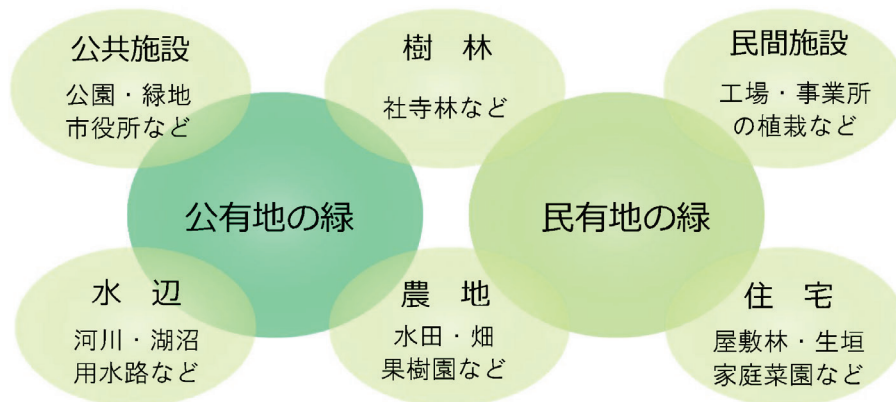 公共施設
公園・緑地
市役所など
樹　林
社寺林など
民間施設
工場・事業所
の植栽など
公有地の緑
民有地の緑
水　辺
河川・湖沼
用水路など
農　地
水田・畑
果樹園など
住　宅
屋敷林・生垣
家庭菜園など